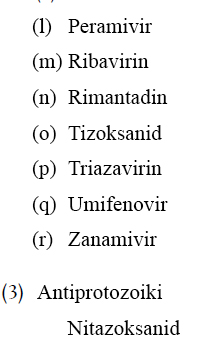 (l) Peramivir
(m) Ribavirin
(n) Rimantadin
(o) Tizoksanid
(p) Triazavirin
(q) Umifenovir
(r) Zanamivir
(3) Antiprotozoiki
Nitazoksanid